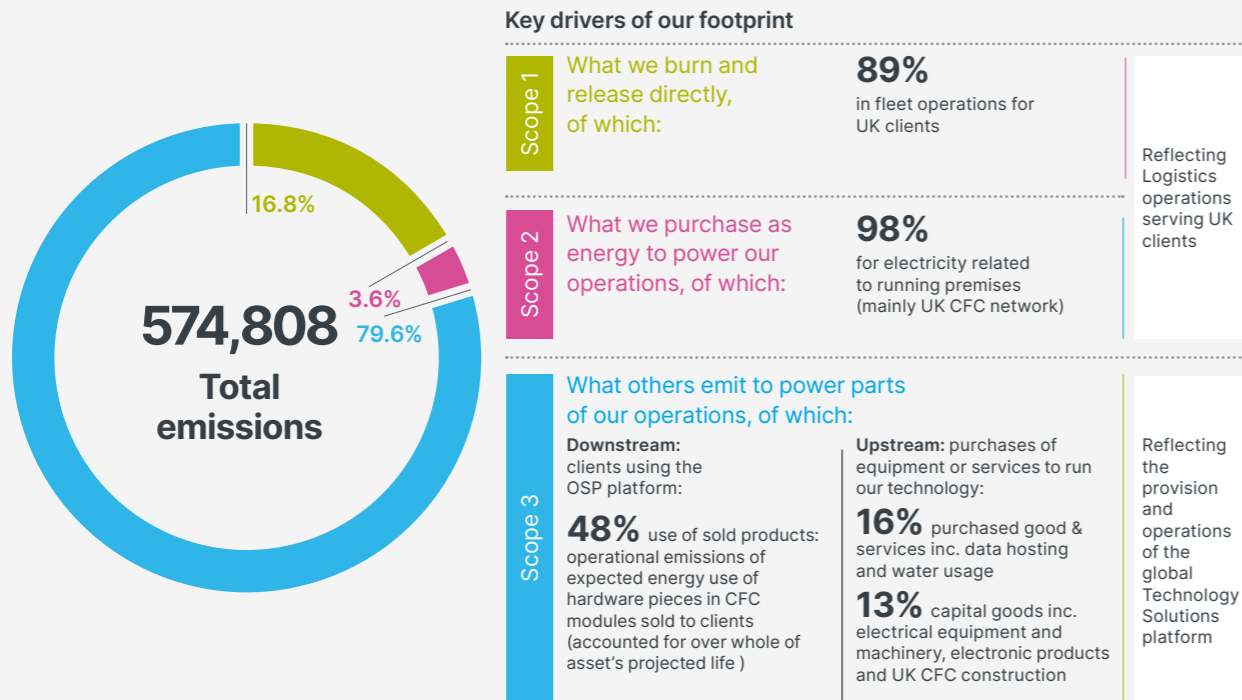 Key drivers of our footprint
16.8%
3.6%
79.6%
574,808
Total
emissions
Scope 1
What we burn and
release directly,
of which:
89%
in fleet operations for
UK clients
Scope 2
What we purchase as
energy to power our
operations, of which:
98%
for electricity related
to running premises
(mainly UK CFC network)
Reflecting
Logistics
operations
serving UK
clients
Scope 3
What others emit to power parts
of our operations, of which:
Downstream:
clients using the
OSP platform:
48% use of sold products:
operational emissions of
expected energy use of
hardware pieces in CFC
modules sold to clients
(accounted for over whole of
asset’s projected life )
Upstream: purchases of
equipment or services to run
our technology:
16% purchased good &
services inc. data hosting
and water usage
13% capital goods inc.
electrical equipment and
machinery, electronic products
and UK CFC construction
Reflecting
the
provision
and
operations
of the
global
Technology
Solutions
platform